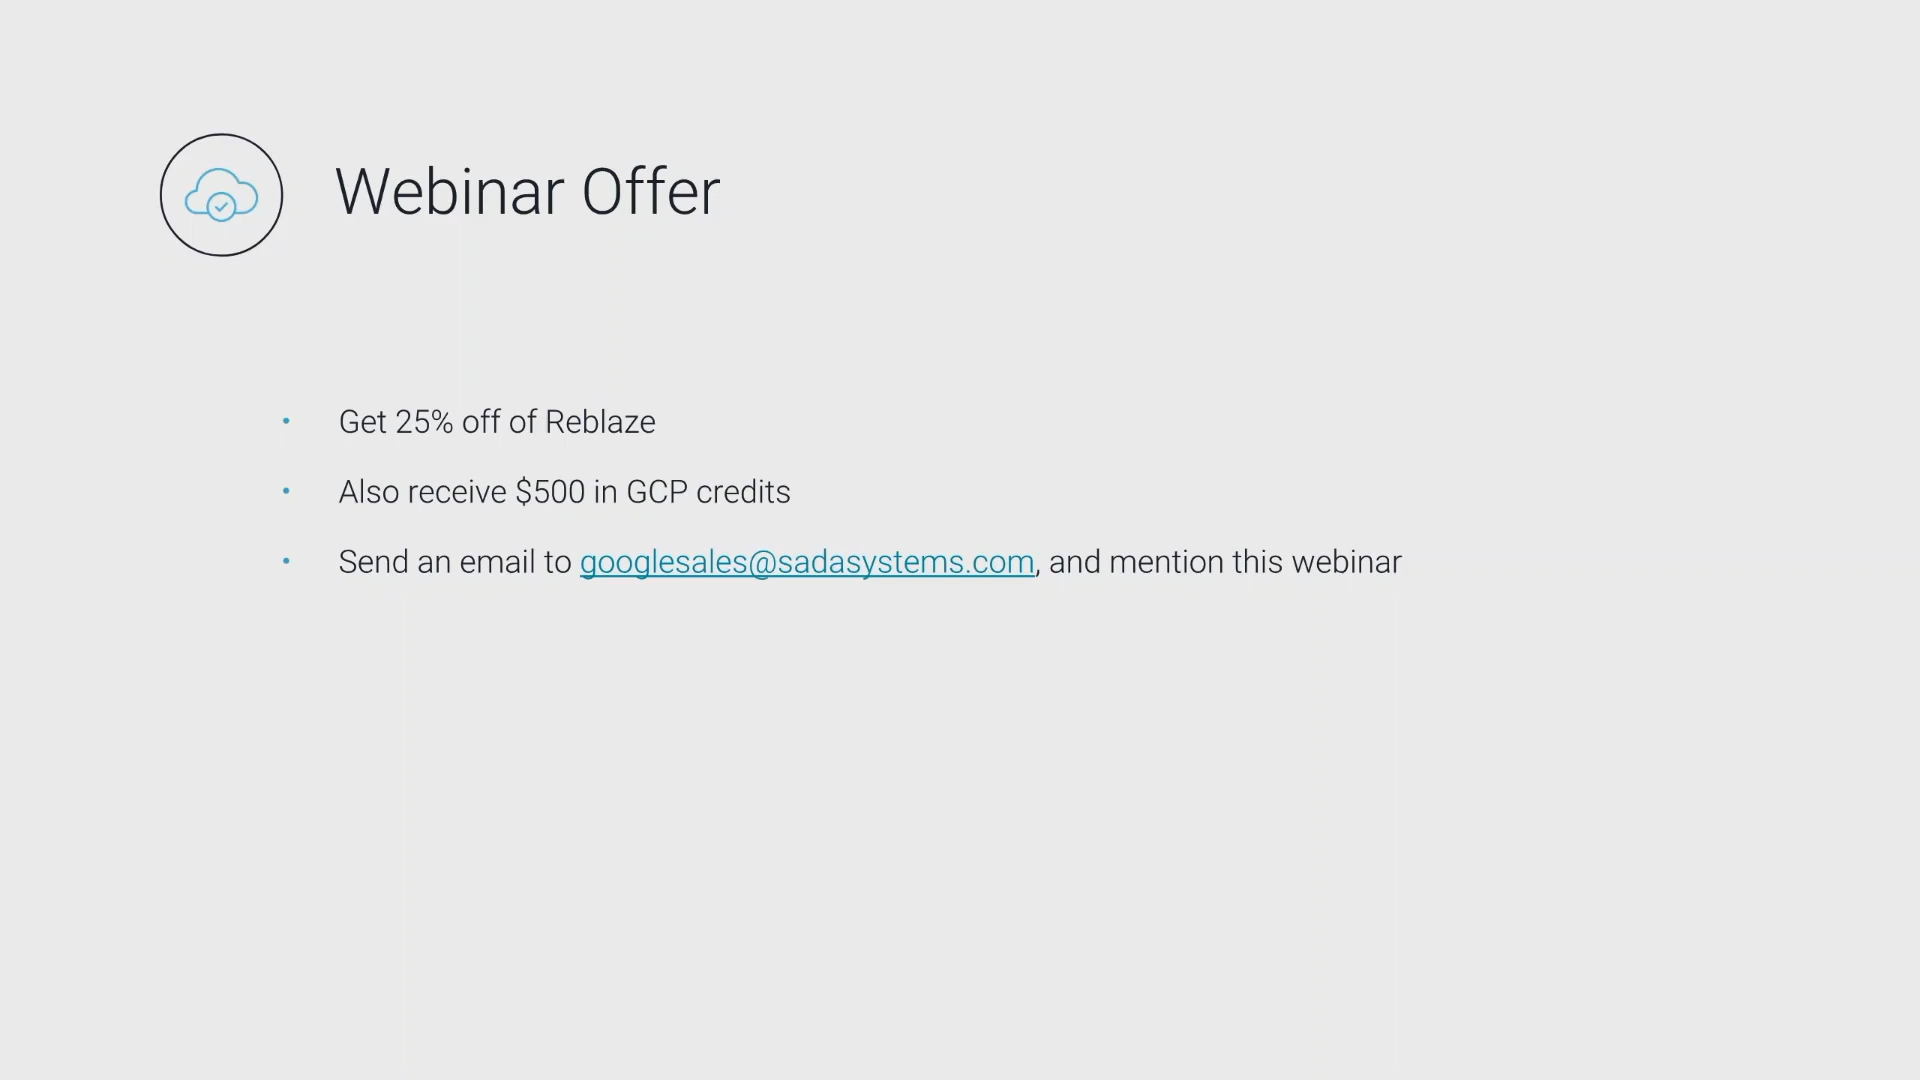 Webinar Offer
• Get 25% off of Reblaze
• Also receive $500 in GCP credits
• Send an email to googlesales@sadasystems.com, and mention this webinar